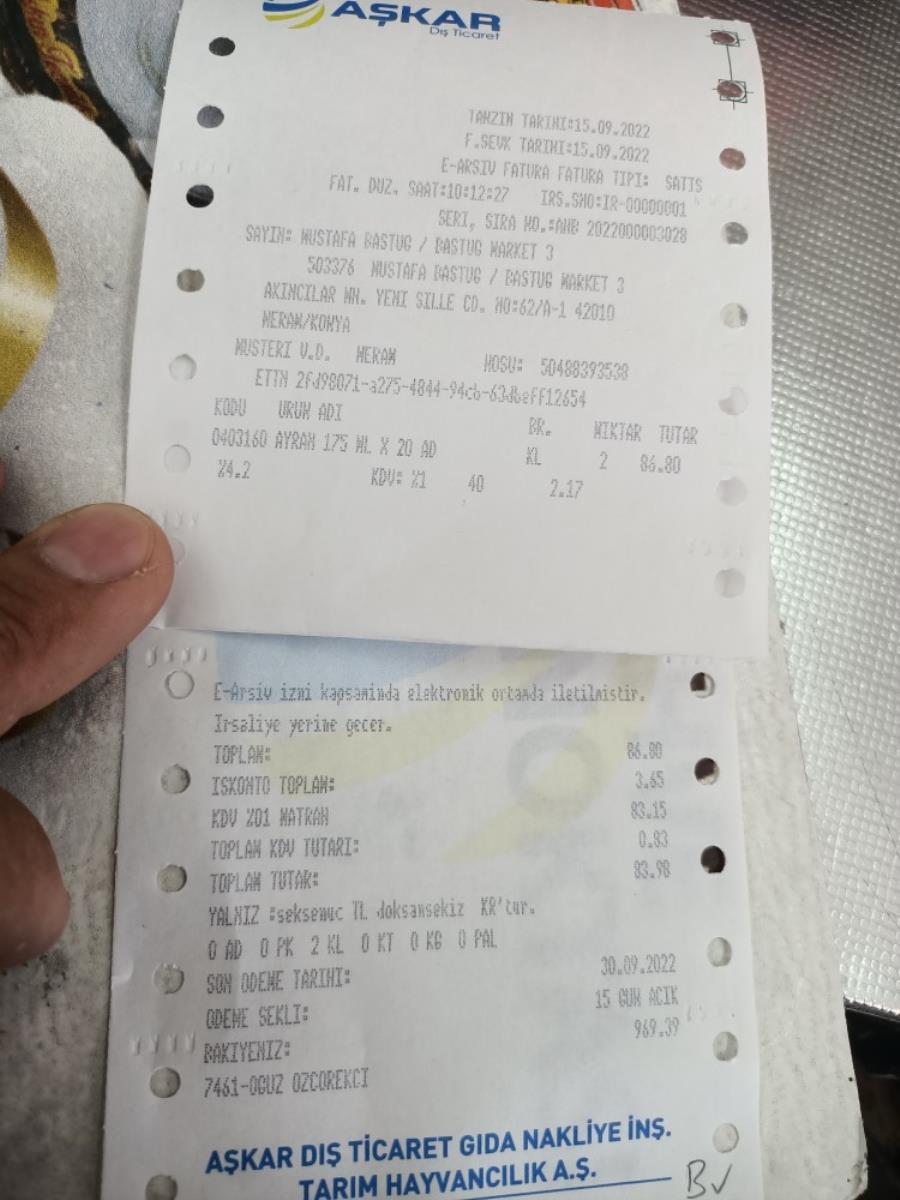 AŞKAR
Dış Ticaret
TANZIM TARIHI:15.09.2022
F.SEVK TARIHI:15.09.2022
E-ARSIV FATURA FATURA TIPI: SATIS
FAT. DUZ. SAAT:10:12:27 IRS.SNO:IR-00000001
SERI, SIRA NO.:ANB 2022000003028
SAYIN: MUSTAFA BASTUG / BASTUG MARKET 3
503376 MUSTAFA BASTUG / BASTUG MARKET 3
AKINCILAR MH. YENI SILLE CD. NO:62/A-1 42010
MERAM/KONYA
MUSTERI V.D. MERAM HOSU: 50488393538
ETTN 2fd98071-a275-4844-94cb-63dbeff12654
KODU URUN ADI BR. MIKTAR TUTAR
0403160 AYRAN 175 ML X 20 AD KL 2 86.80
%4.2 KDV: %1 40 2.17
E-Arsiv izni kapsaminda elektronik ortamda iletilmistir.
Irsaliye yerine gecer.
TOPLAM: 86.80
ISKONTO TOPLAM: 3.65
KDV %01 MATRAH 83.15
TOPLAM KDV TUTARI: 0.83
TOPLAM TUTAR: 83.98
YALNIZ :seksenuc TL doksansekiz KR'tur.
0 AD 0 PK 2 KL 0 KT 0 KG 0 PAL
SON ODEME TARIHI: 30.09.2022
ODEME SEKLI: 15 GUN ACIK
BAKIYENIZ: 969.39
7461-OGUZ OZCOREKCI
AŞKAR DIŞ TİCARET GIDA NAKLİYE İNŞ.
TARIM HAYVANCILIK A.Ş.